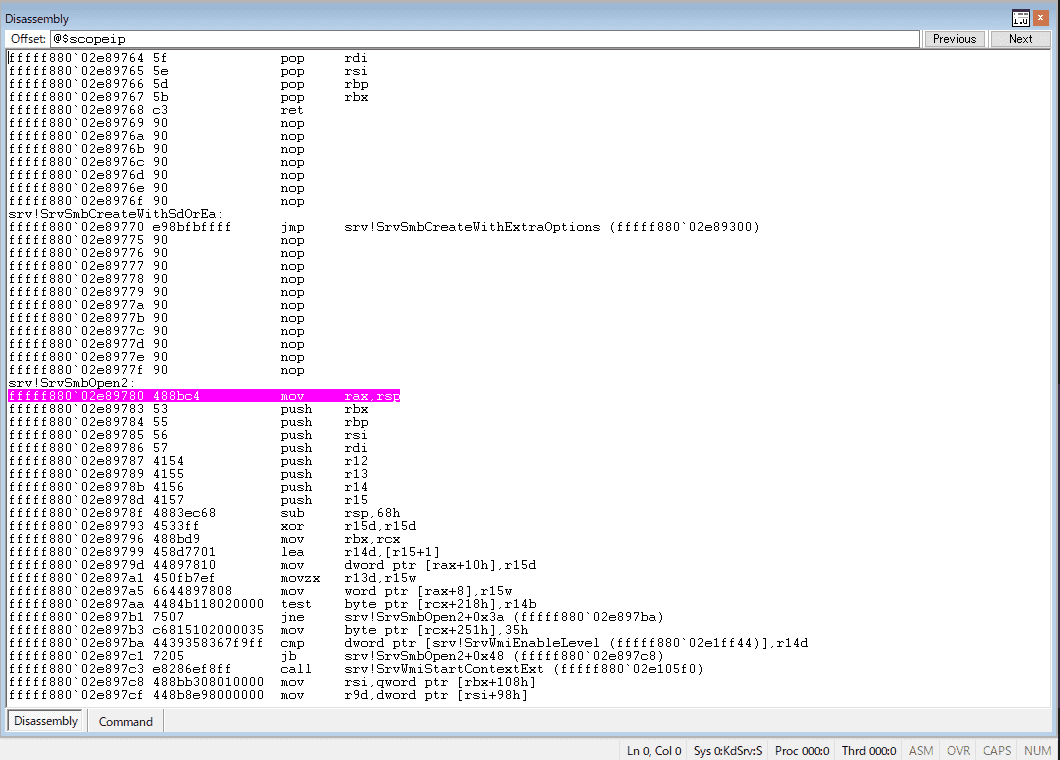 Disassembly
Offset: @$scopeip Previous Next
fffff880`02e89764 5f pop rdi
fffff880`02e89765 5e pop rsi
fffff880`02e89766 5d pop rbp
fffff880`02e89767 5b pop rbx
fffff880`02e89768 c3 ret
fffff880`02e89769 90 nop
fffff880`02e8976a 90 nop
fffff880`02e8976b 90 nop
fffff880`02e8976c 90 nop
fffff880`02e8976d 90 nop
fffff880`02e8976e 90 nop
fffff880`02e8976f 90 nop
srv!SrvSmbCreateWithSdOrEa:
fffff880`02e89770 e98bfbffff jmp srv!SrvSmbCreateWithExtraOptions (fffff880`02e89300)
fffff880`02e89775 90 nop
fffff880`02e89776 90 nop
fffff880`02e89777 90 nop
fffff880`02e89778 90 nop
fffff880`02e89779 90 nop
fffff880`02e8977a 90 nop
fffff880`02e8977b 90 nop
fffff880`02e8977c 90 nop
fffff880`02e8977d 90 nop
fffff880`02e8977e 90 nop
fffff880`02e8977f 90 nop
srv!SrvSmbOpen2:
fffff880`02e89780 488bc4 mov rax,rsp
fffff880`02e89783 53 push rbx
fffff880`02e89784 55 push rbp
fffff880`02e89785 56 push rsi
fffff880`02e89786 57 push rdi
fffff880`02e89787 4154 push r12
fffff880`02e89789 4155 push r13
fffff880`02e8978b 4156 push r14
fffff880`02e8978d 4157 push r15
fffff880`02e8978f 4883ec68 sub rsp,68h
fffff880`02e89793 4533ff xor r15d,r15d
fffff880`02e89796 488bd9 mov rbx,rcx
fffff880`02e89799 458d7701 lea r14d,[r15+1]
fffff880`02e8979d 44897810 mov dword ptr [rax+10h],r15d
fffff880`02e897a1 450fb7ef movzx r13d,r15w
fffff880`02e897a5 6644897808 mov word ptr [rax+8],r15w
fffff880`02e897aa 4484b118020000 test byte ptr [rcx+218h],r14b
fffff880`02e897b1 7507 jne srv!SrvSmbOpen2+0x3a (fffff880`02e897ba)
fffff880`02e897b3 c6815102000035 mov byte ptr [rcx+251h],35h
fffff880`02e897ba 4439358367f9ff cmp dword ptr [srv!SrvWmiEnableLevel (fffff880`02e1ff44)],r14d
fffff880`02e897c1 7205 jb srv!SrvSmbOpen2+0x48 (fffff880`02e897c8)
fffff880`02e897c3 e8286ef8ff call srv!SrvWmiStartContextExt (fffff880`02e105f0)
fffff880`02e897c8 488bb308010000 mov rsi,qword ptr [rbx+108h]
fffff880`02e897cf 448b8e98000000 mov r9d,dword ptr [rsi+98h]
Disassembly Command
Ln 0, Col 0 Sys 0:KdSrv:S Proc 000:0 Thrd 000:0 ASM OVR CAPS NUM